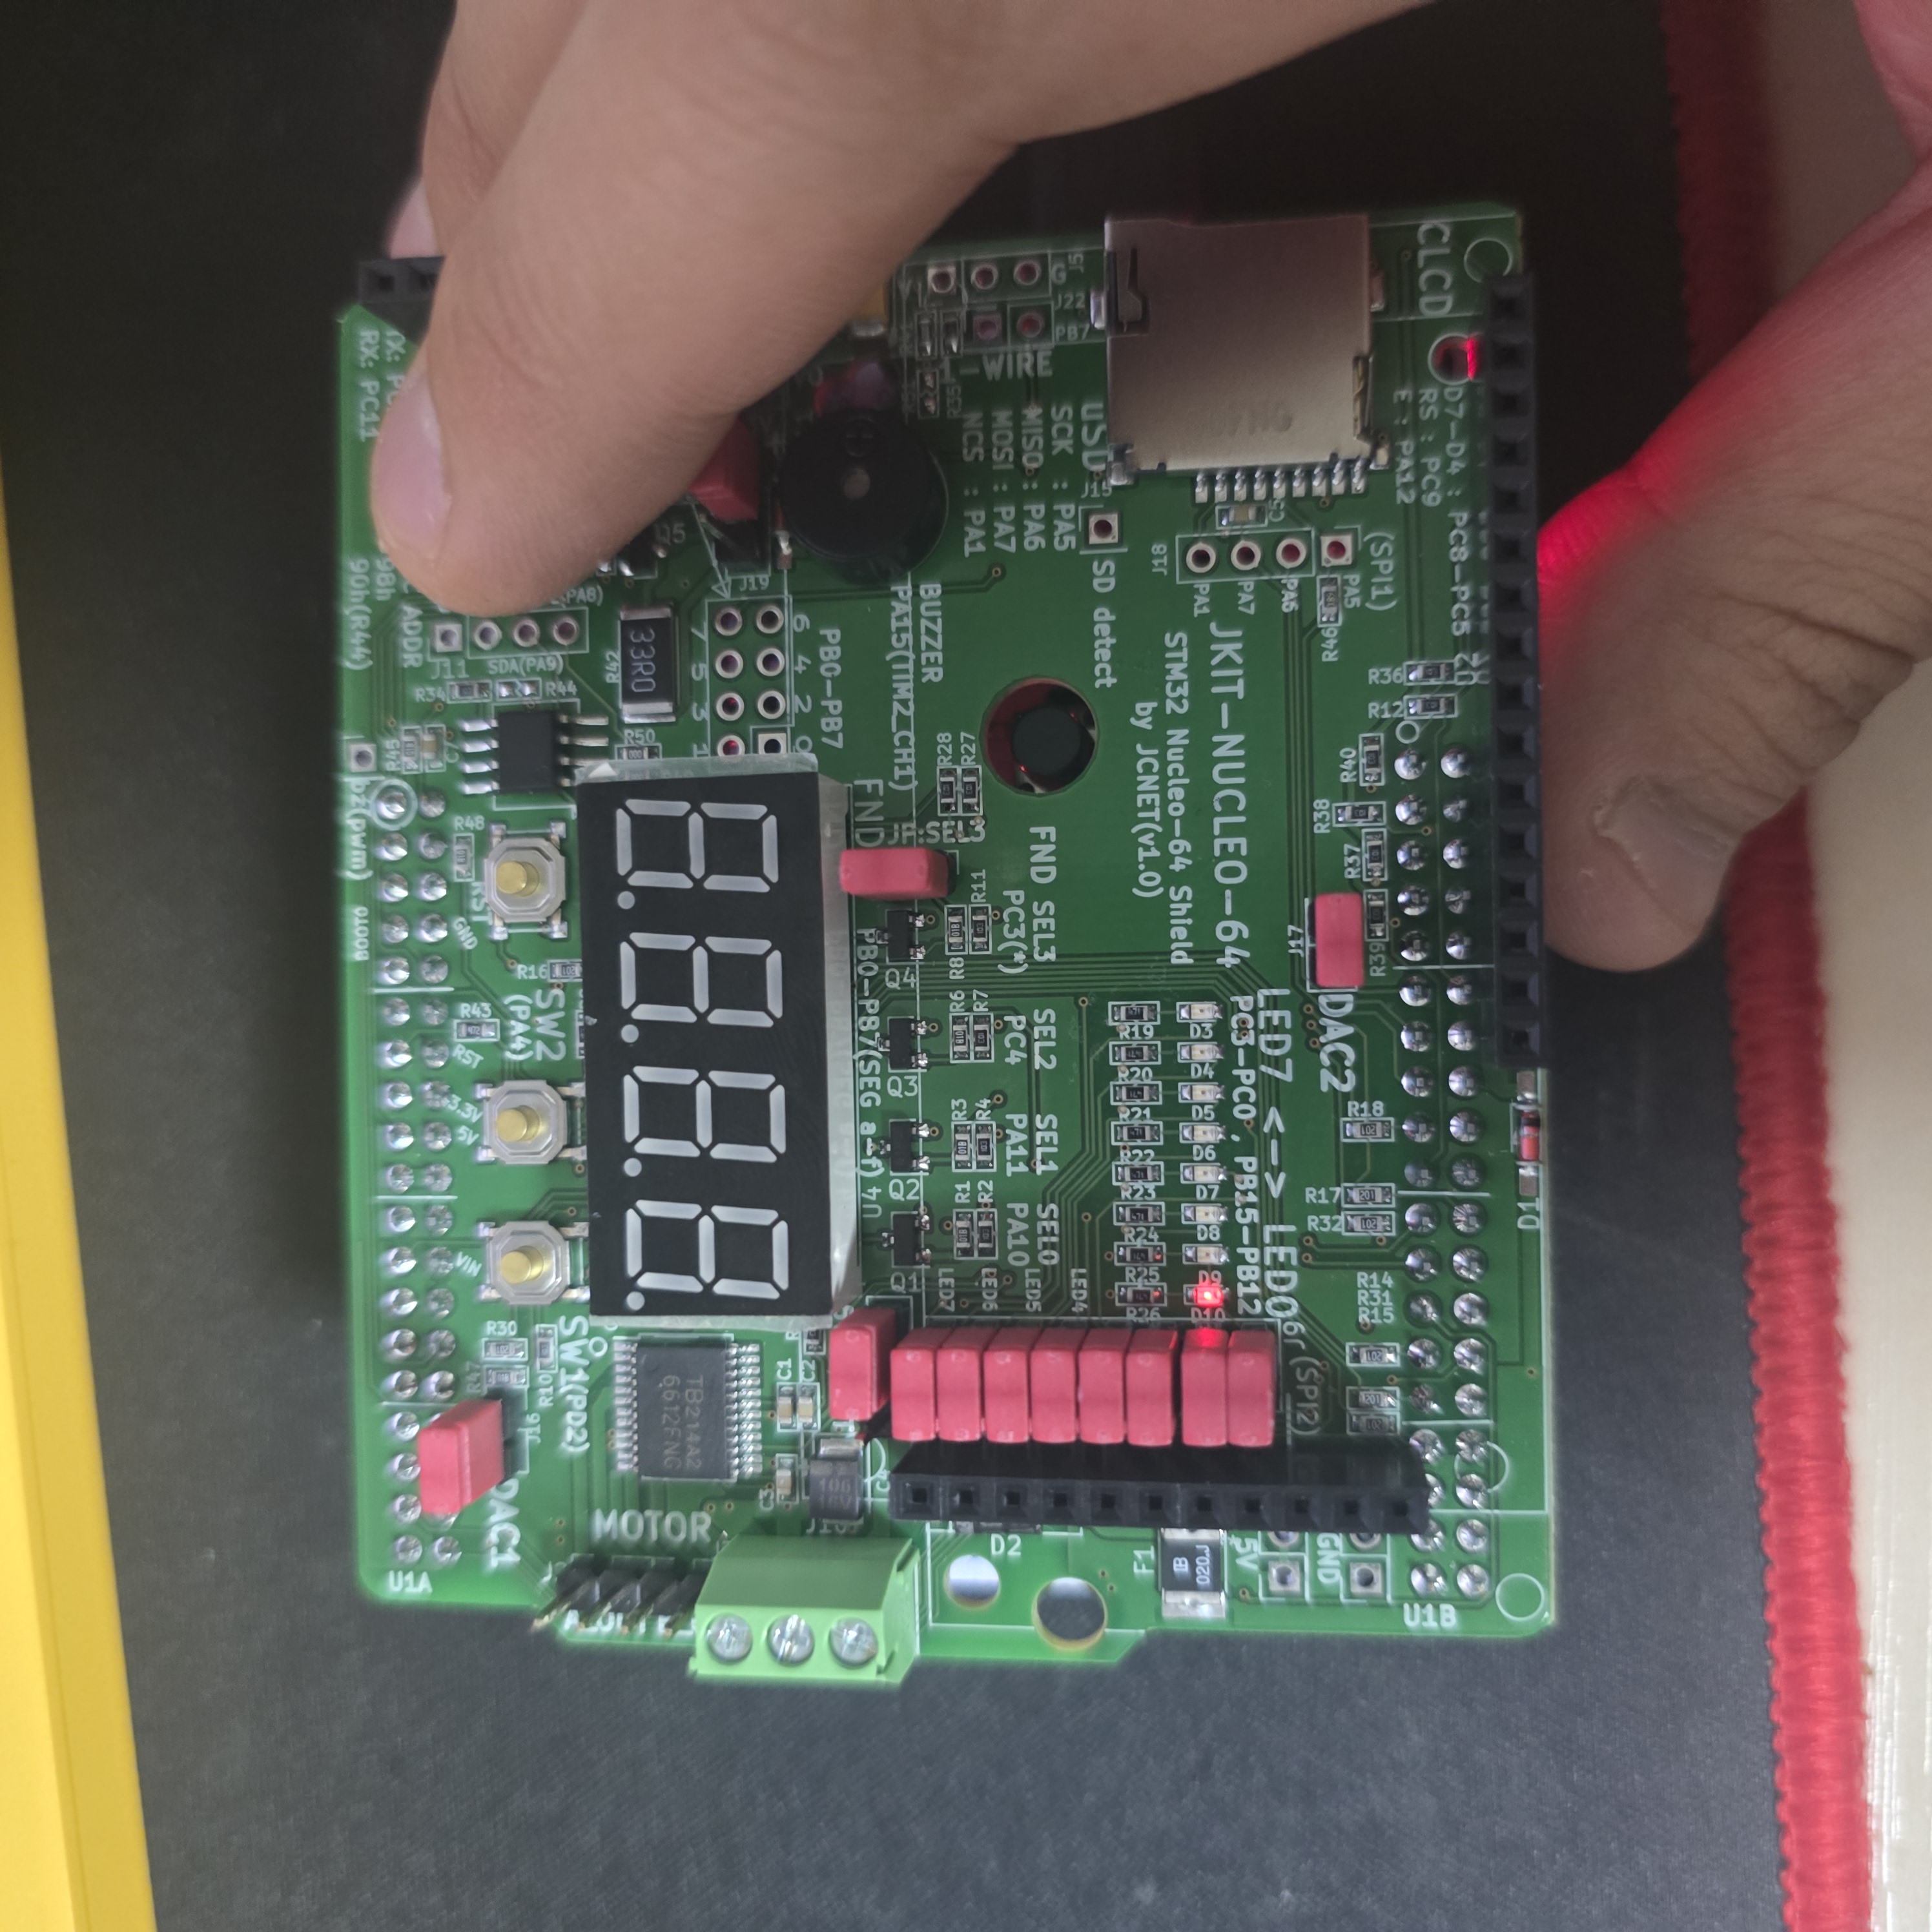 U1A
BOOT0
bz(pwm)
90h(R44)
98h
ADDR
RX: PC11
R45
C7
J11
SDA(PA9)
DAC1
J16
R47
R30
R10
SW1(PD2)
VIN
5V
3.3V
RST
R43
(PA4)
SW2
R16
GND
RST
R48
R44
MOTOR
TB214A2
6612FNG
R42
33R0
R50
Q5
1 3 5 7
J19
0 2 4 6
PB0-PB7
C3
C1
C2
U4
PB0-PB7(SEG a-f)
FND
JP:SEL3
Q1
Q2
Q3
Q4
PA15(TIM2_CH1)
BUZZER
LED7
LED6
LED5
LED4
R1
R2
R3
R4
R6
R7
R8
R11
R28
R27
PA10
SEL0
PA11
SEL1
PC4
SEL2
PC3(*)
FND SEL3
R35
1-WIRE
NCS : PA1
MOSI : PA7
MISO : PA6
SCK : PA5
uSD
J15
PB7
J22
G
J5
D2
SD detect
F1
020J
R26
R25
R24
R23
R22
R21
R20
R19
D10
D9
D8
D7
D6
D5
D4
D3
by JCNET(v1.0)
STM32 Nucleo-64 Shield
JKIT-NUCLEO-64
PC3-PC0, PB15-PB12
LED7 <-> LED0
J9
(SPI2)
J18
PA1
PA7
PA6
PA5
(SPI1)
C5
R46
5V
GND
DAC2
J17
R15
R31
R14
R32
R17
R18
R39
R37
R38
R40
R12
R36
U1B
E : PA12
RS : PC9
D7-D4 : PC8-PC5
CLCD
D1